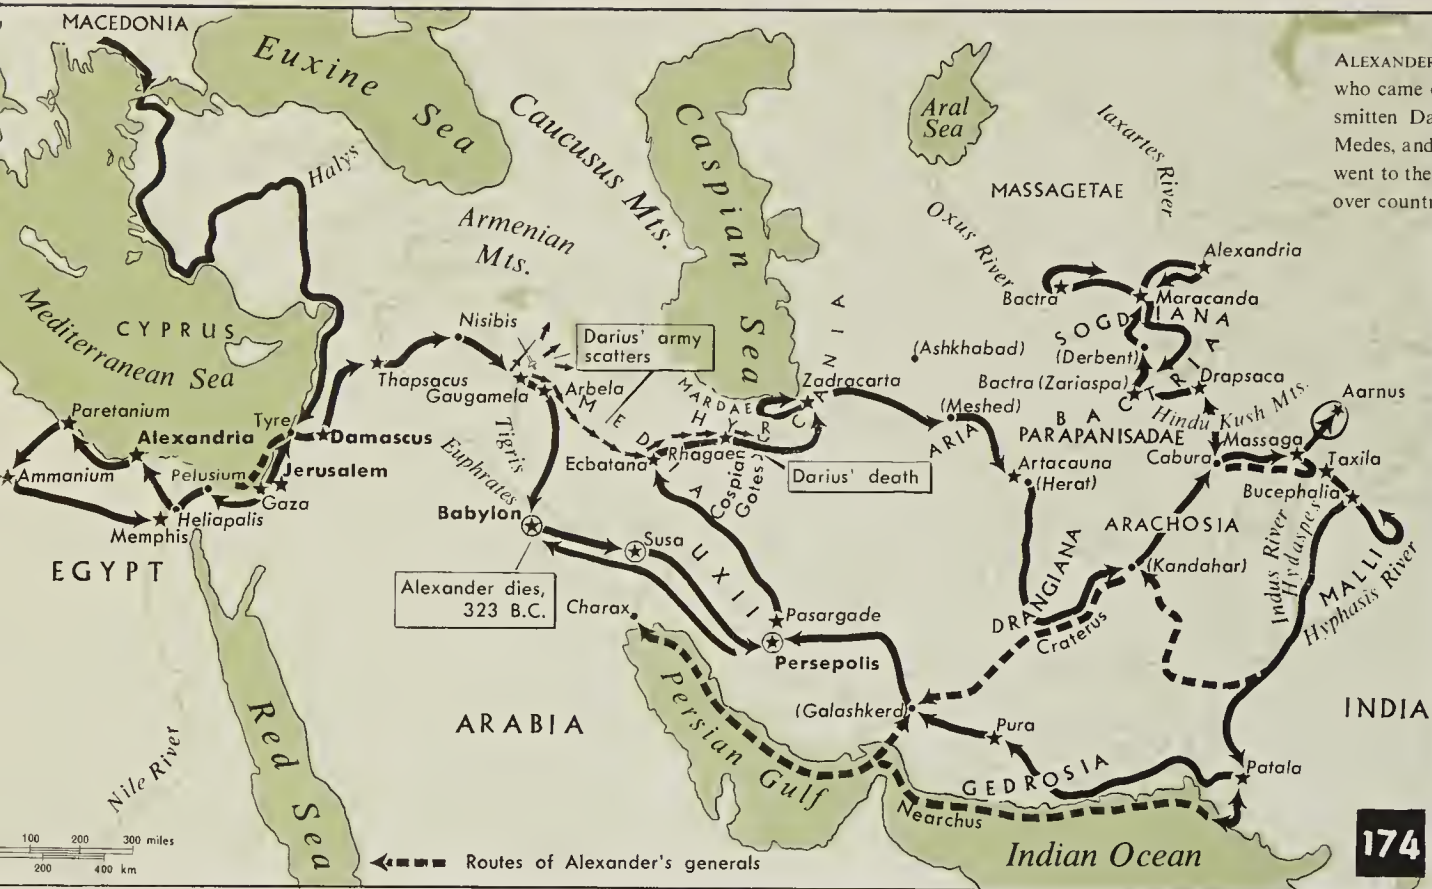 MACEDONIA
Euxine Sea
Halys
Caucusus Mts.
Armenian
Mts.
Caspian Sea
Aral
Sea
Iaxartes River
MASSAGETAE
Oxus River
ALEXANDER
who came
smitten Da
Medes, and
went to the
over countr
Mediterranean Sea
CYPRUS
Nisibis
Darius' army
scatters
Thapsacus
Gaugamela
Arbela
Tigris
Euphrates
MEDIA
MARDAE
HYRCANIA
Zadracarta
(Ashkhabad)
Bactra
Alexandria
Maracanda
SOGDIANA
(Derbent)
Bactra (Zariaspa)
BACTRIA
Drapsaca
Hindu Kush Mts.
Aarnus
Paretanium
Alexandria
Tyre
Damascus
Ammanium
Pelusium
Jerusalem
Gaza
Heliapalis
Memphis
EGYPT
Ecbatana
Rhagae
Cospian
Gotes
Darius' death
(Meshed)
ARIA
PARAPANISADAE
Cabura
Massaga
Taxila
Artacauna
(Herat)
Bucephalia
ARACHOSIA
Indus River
Hydaspes
MALLI
Hyphasis River
Babylon
Susa
UXII
Alexander dies,
323 B.C.
Charax
Pasargade
Persepolis
DRANGIANA
(Kandahar)
Craterus
Nile River
Red Sea
ARABIA
Persian Gulf
(Galashkerd)
Pura
GEDROSIA
Patala
INDIA
Nearchus
Indian Ocean
100 200 300 miles
200 400 km
Routes of Alexander's generals
174